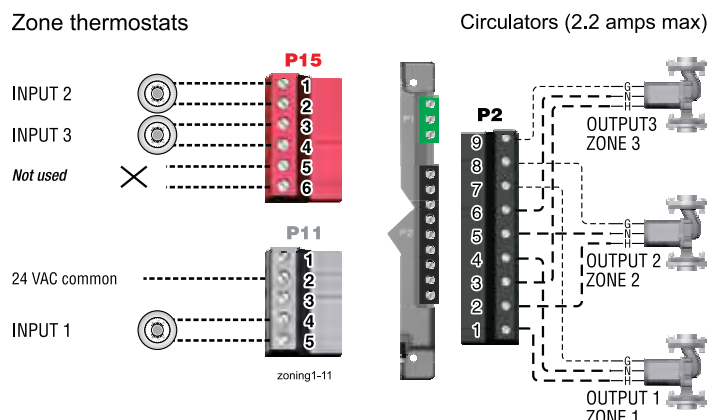 Zone thermostats
Circulators (2.2 amps max)
P15
INPUT 2
1
2
INPUT 3
3
4
Not used
5
6
P11
1
24 VAC common
2
3
INPUT 1
4
5
zoning1-11
P1
P2
P2
9
8
7
6
5
4
3
2
1
G
N
H
OUTPUT3
ZONE 3
G
N
H
OUTPUT 2
ZONE 2
G
N
H
OUTPUT 1
ZONE 1